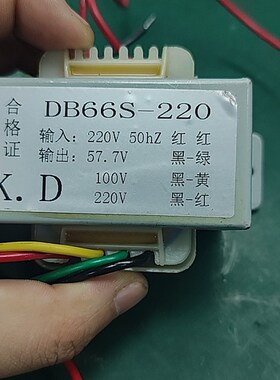 合格证
DB66S-220
输入: 220V 50hZ 红 红
输出: 57.7V 黑-绿
100V 黑-黄
220V 黑-红
K.D